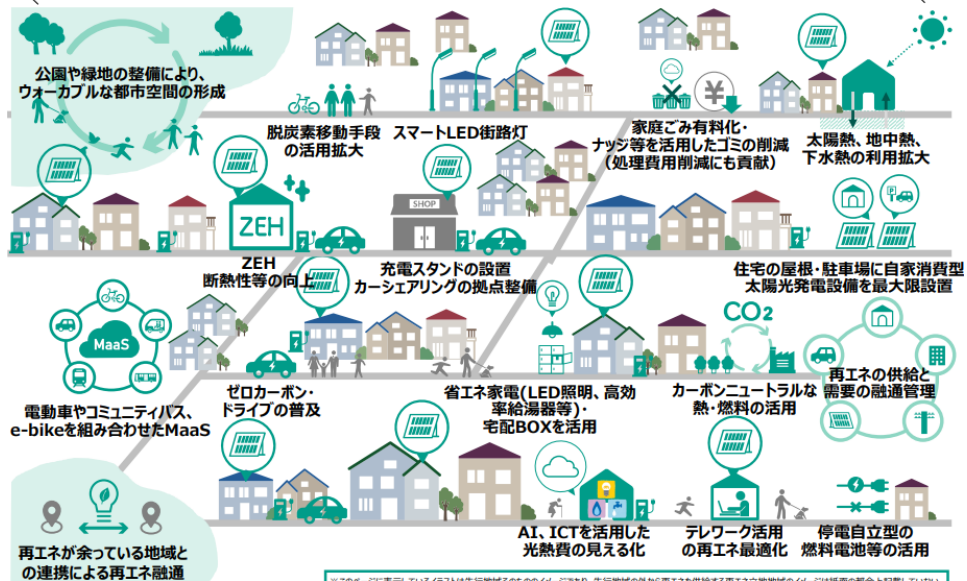 公園や緑地の整備により、
ウォーカブルな都市空間の形成
脱炭素移動手段
の活用拡大
スマートLED街路灯
家庭ごみ有料化・
ナッジ等を活用したゴミの削減
（処理費用削減にも貢献）
¥
太陽熱、地中熱、
下水熱の利用拡大
ZEH
ZEH
断熱性等の向上
SHOP
充電スタンドの設置
カーシェアリングの拠点整備
P
住宅の屋根・駐車場に自家消費型
太陽光発電設備を最大限設置
MaaS
電動車やコミュニティバス、
e-bikeを組み合わせたMaaS
ゼロカーボン・
ドライブの普及
省エネ家電（LED照明、高効
率給湯器等）・
宅配BOXを活用
CO2
カーボンニュートラルな
熱・燃料の活用
再エネの供給と
需要の融通管理
再エネが余っている地域と
の連携による再エネ融通
AI、ICTを活用した
光熱費の見える化
テレワーク活用
の再エネ最適化
停電自立型の
燃料電池等の活用